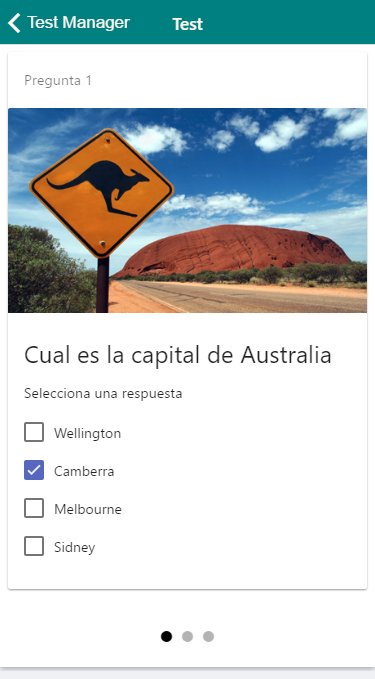 Test Manager
Test
Pregunta 1
Cual es la capital de Australia
Selecciona una respuesta
Wellington
Camberra
Melbourne
Sidney